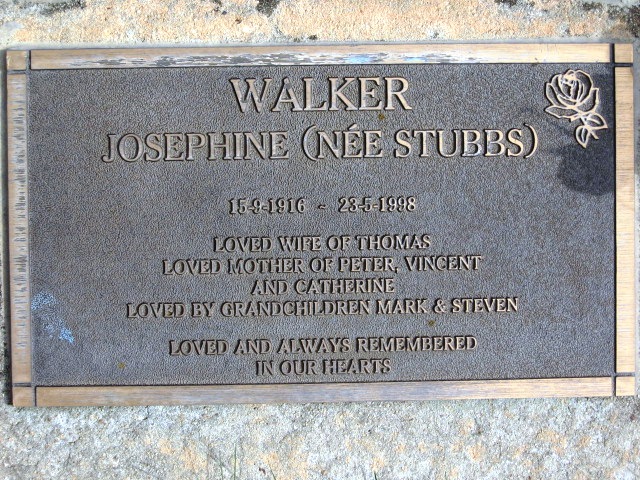 WALKER
JOSEPHINE (NÉE STUBBS)
15-9-1916 ~ 23-5-1998
LOVED WIFE OF THOMAS
LOVED MOTHER OF PETER, VINCENT
AND CATHERINE
LOVED BY GRANDCHILDREN MARK & STEVEN
LOVED AND ALWAYS REMEMBERED
IN OUR HEARTS